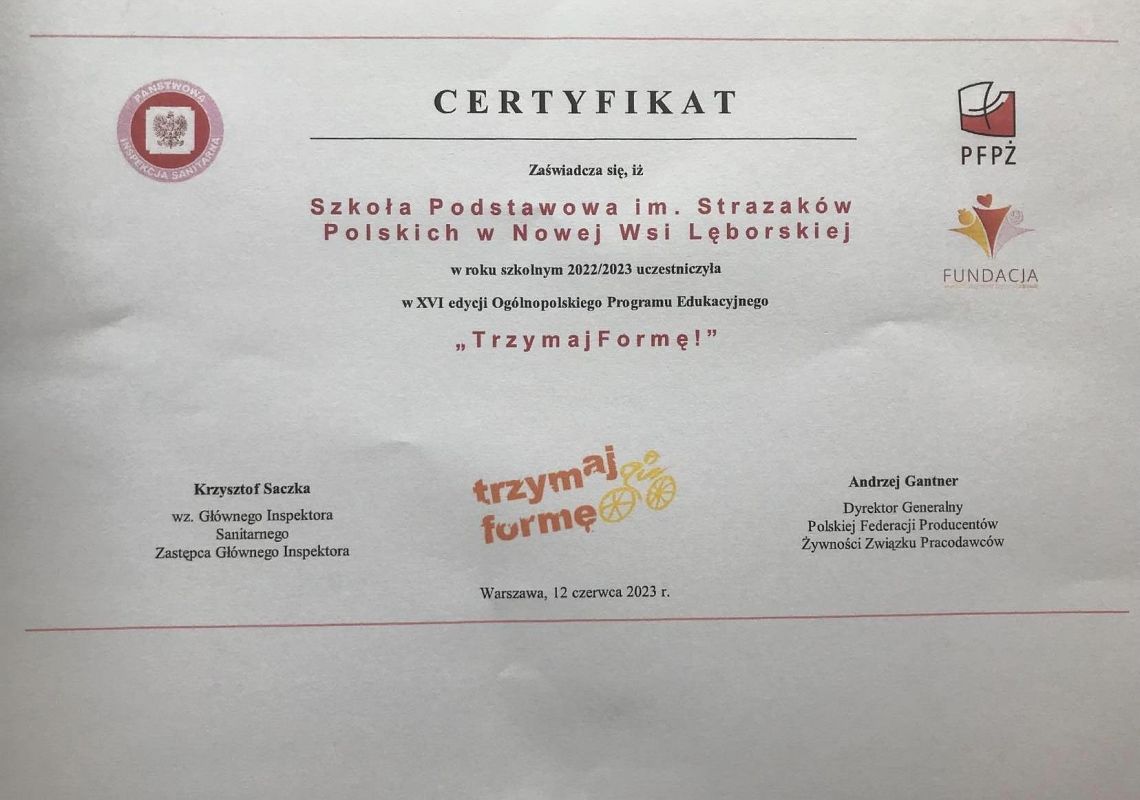 CERTYFIKAT
PAŃSTWOWA
INSPEKCJA SANITARNA
PFPŻ
Zaświadcza się, iż
Szkoła Podstawowa im. Strazaków
Polskich w Nowej Wsi Lęborskiej
FUNDACJA
w roku szkolnym 2022/2023 uczestniczyła
w XVI edycji Ogólnopolskiego Programu Edukacyjnego
„TrzymajFormę!”
trzymaj
formę
Krzysztof Saczka
wz. Głównego Inspektora
Sanitarnego
Zastępca Głównego Inspektora
Andrzej Gantner
Dyrektor Generalny
Polskiej Federacji Producentów
Żywności Związku Pracodawców
Warszawa, 12 czerwca 2023 r.